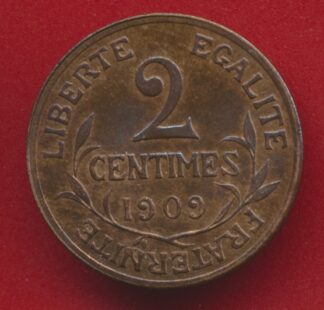 LIBERTE EGALITE FRATERNITE
2
CENTIMES
1909